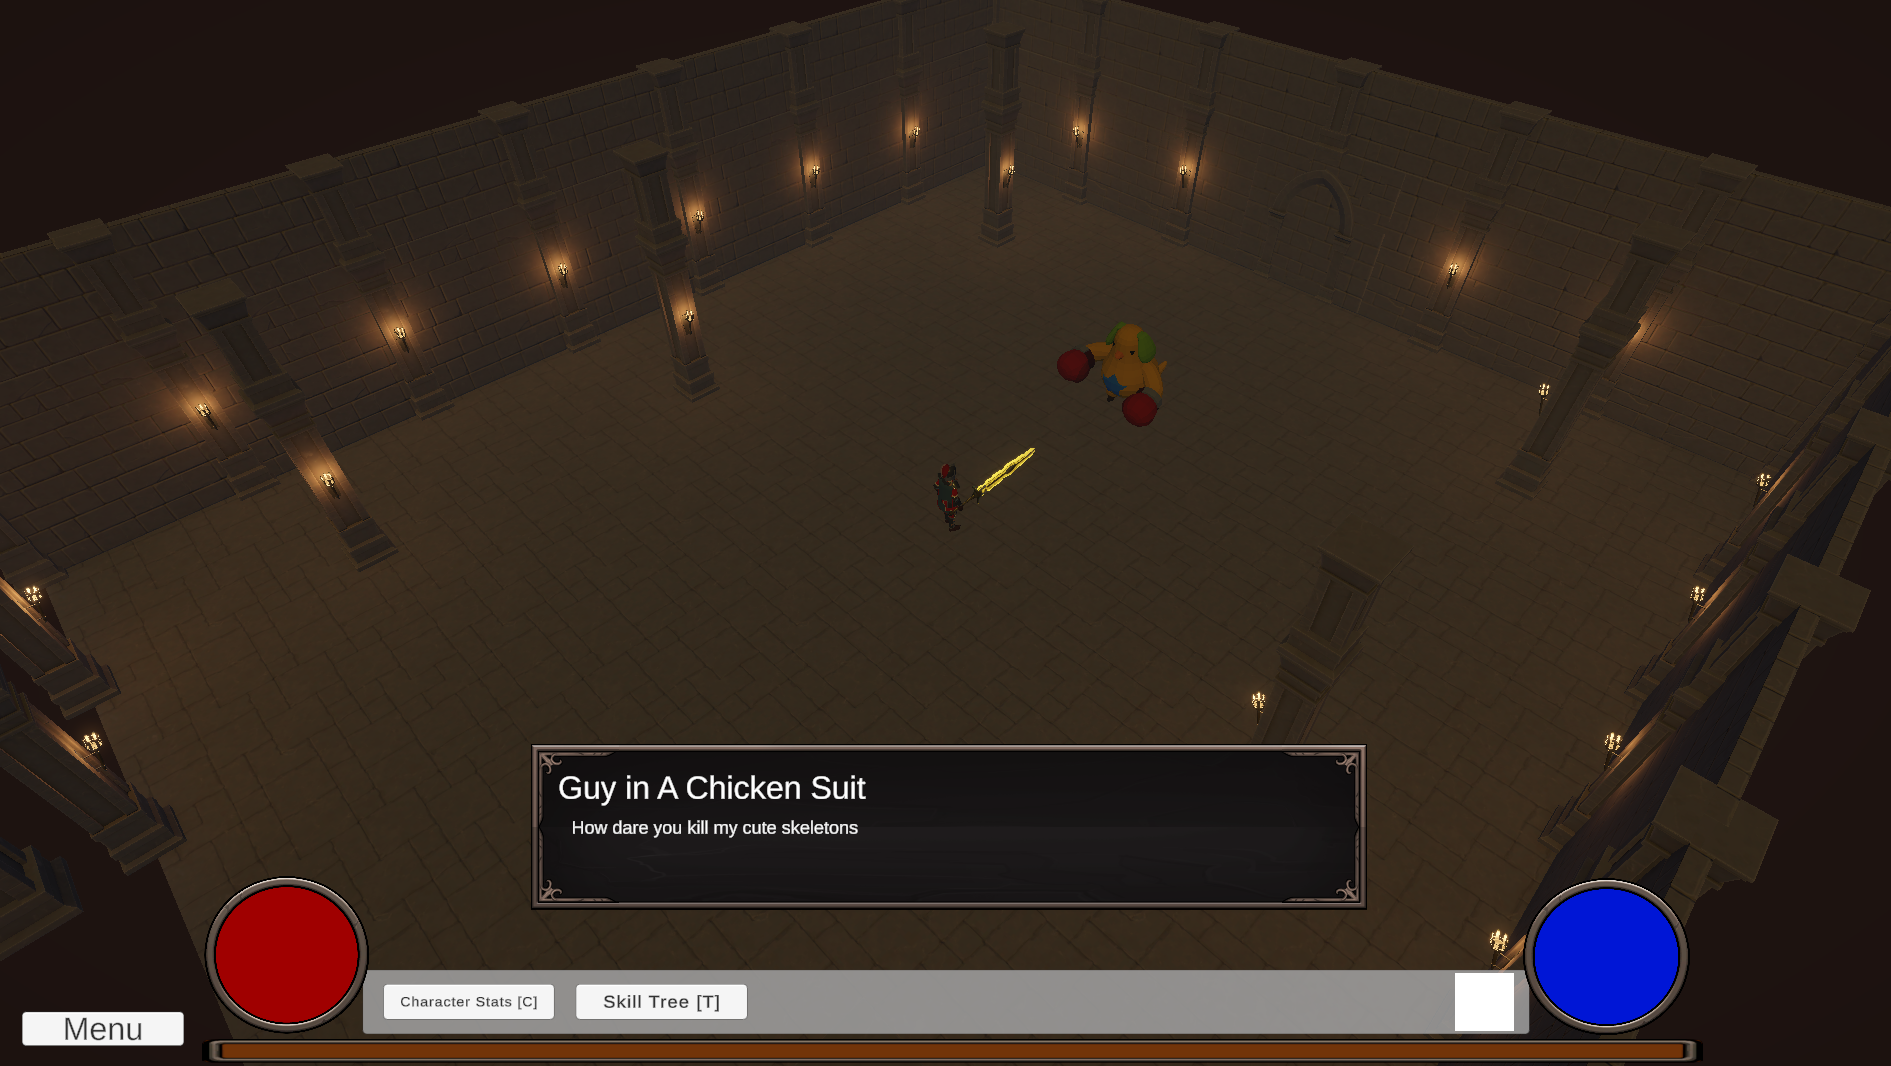 Guy in A Chicken Suit
How dare you kill my cute skeletons
Character Stats [C]
Skill Tree [T]
Menu